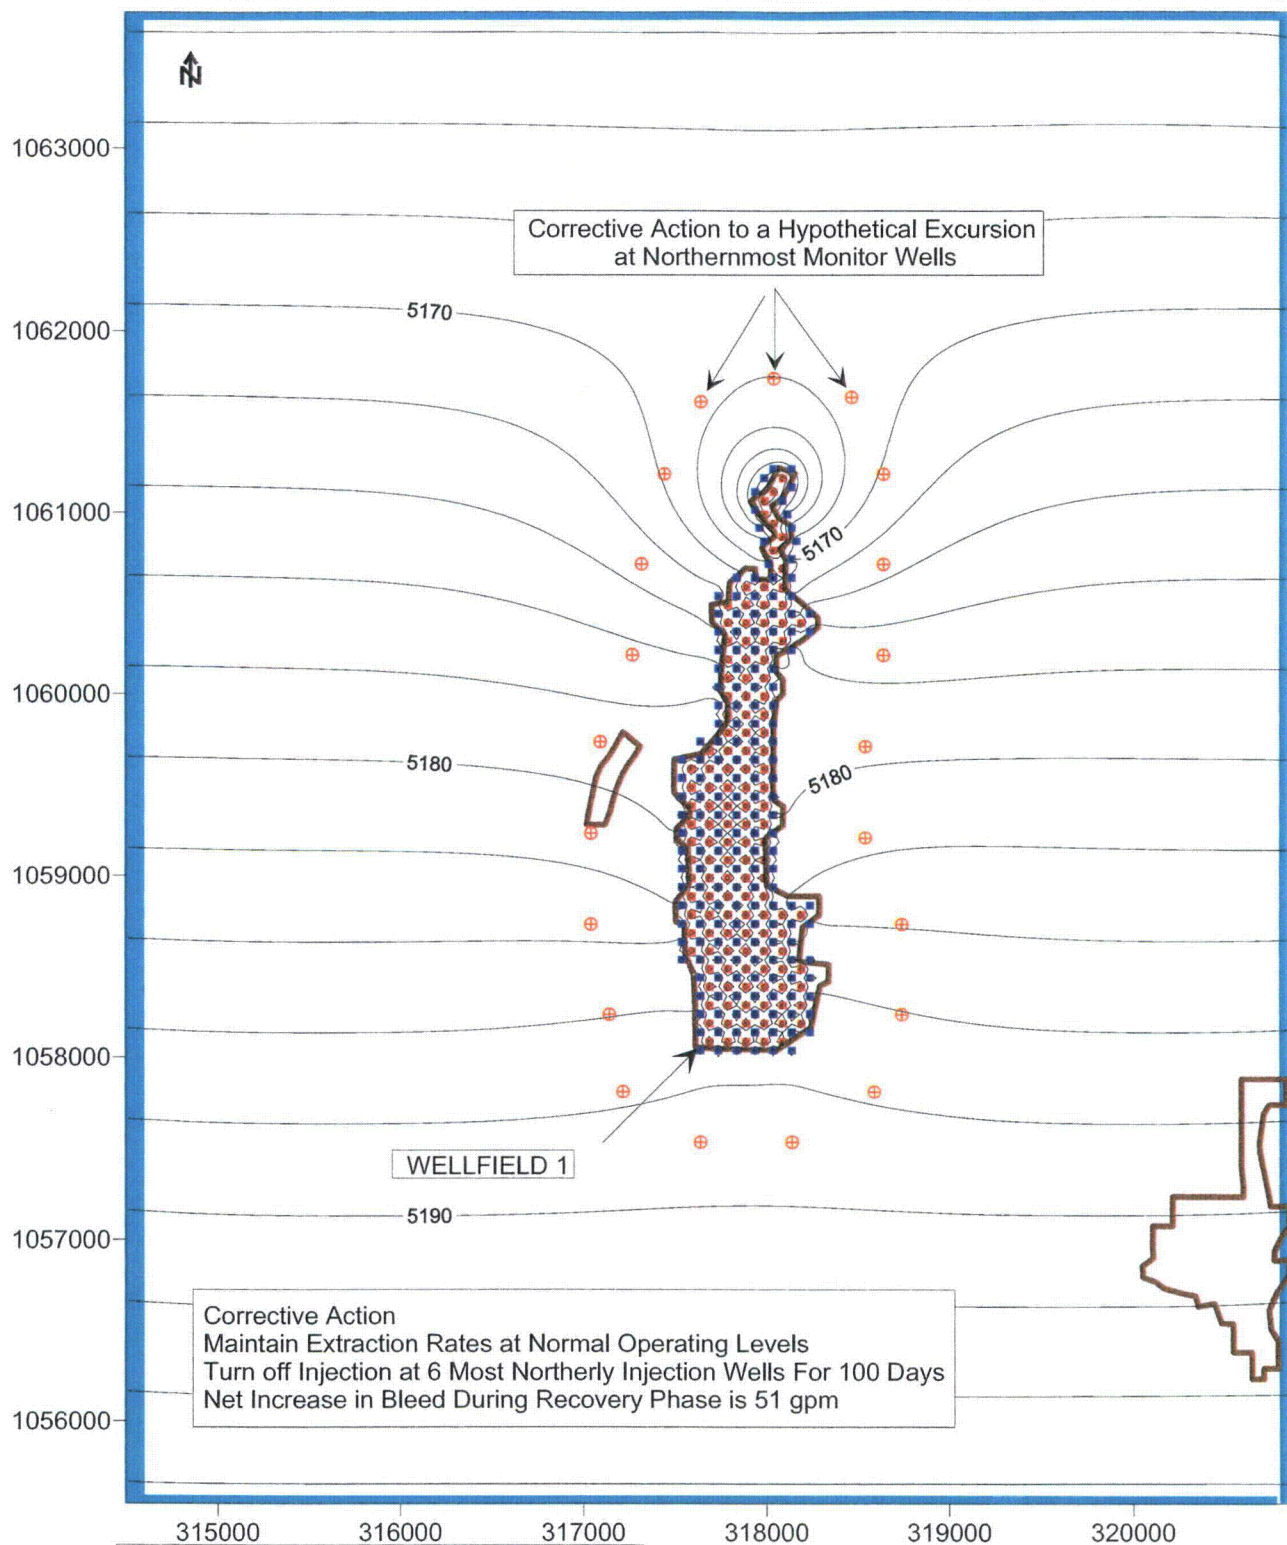 N
1063000
Corrective Action to a Hypothetical Excursion
at Northernmost Monitor Wells
1062000
5170
1061000
5170
1060000
5180
5180
1059000
1058000
WELLFIELD 1
5190
1057000
Corrective Action
Maintain Extraction Rates at Normal Operating Levels
Turn off Injection at 6 Most Northerly Injection Wells For 100 Days
Net Increase in Bleed During Recovery Phase is 51 gpm
1056000
315000 316000 317000 318000 319000 320000